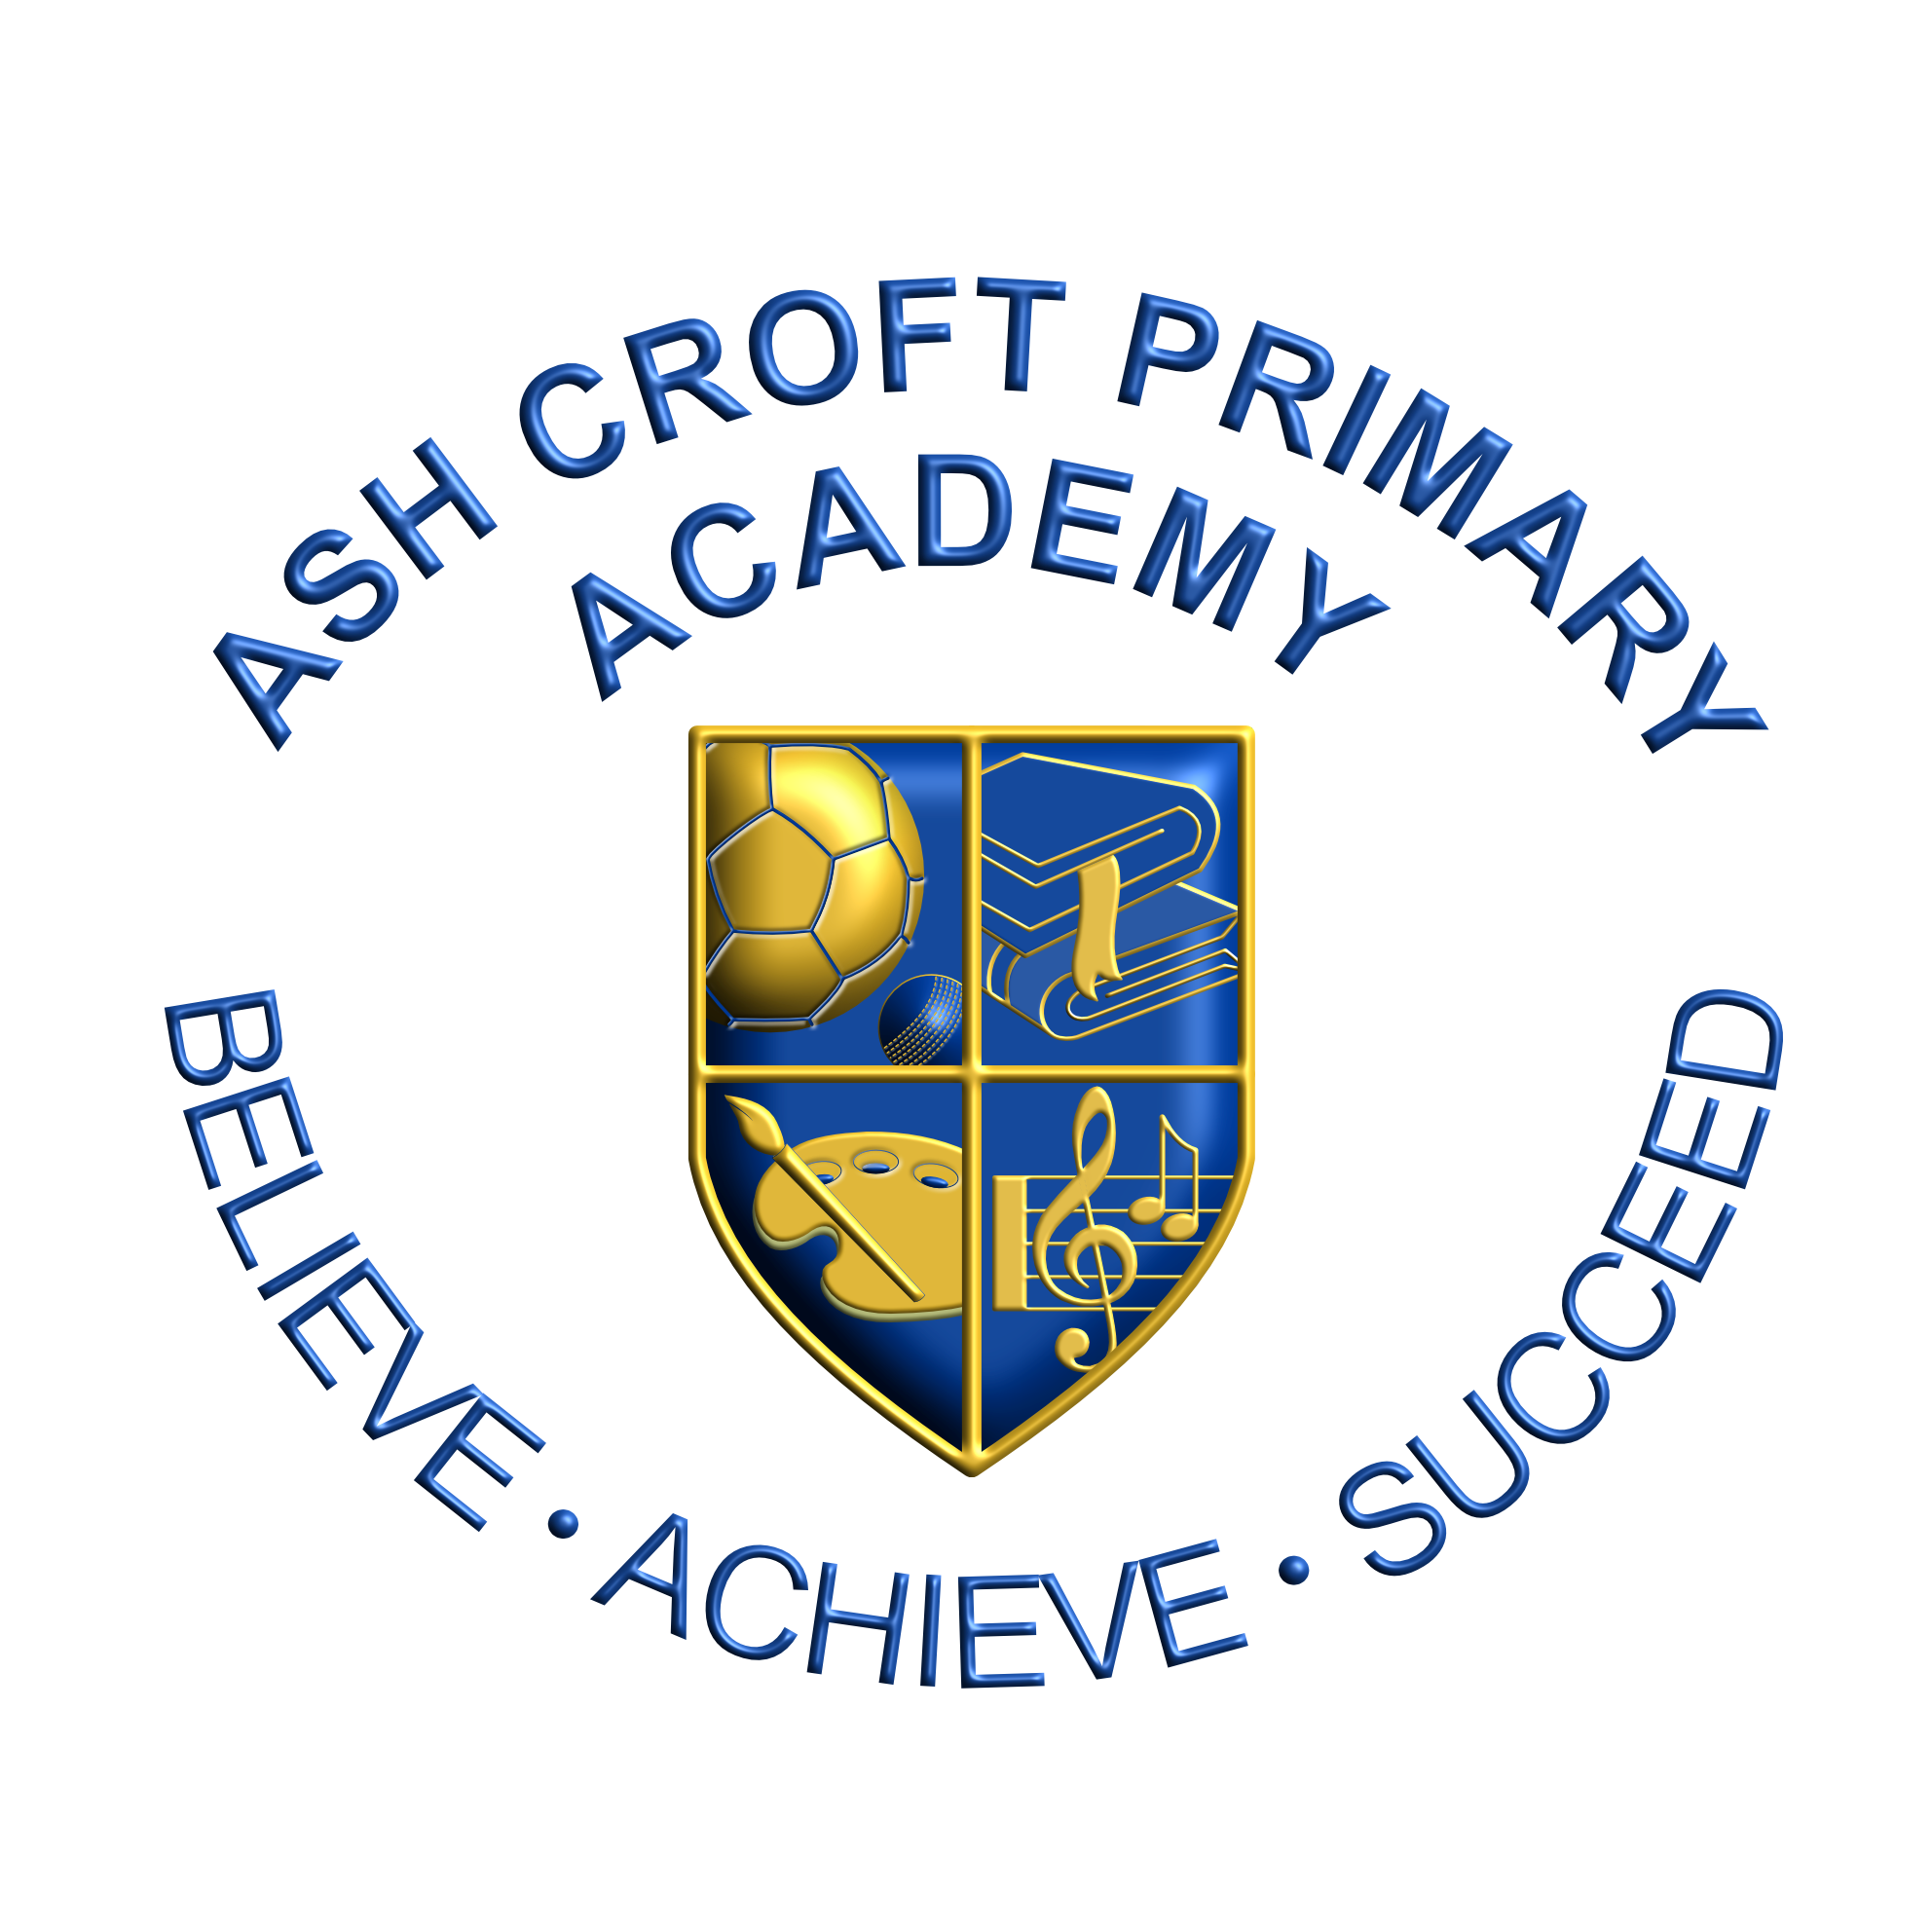 ASH CROFT PRIMARY
ACADEMY
BELIEVE • ACHIEVE • SUCCEED